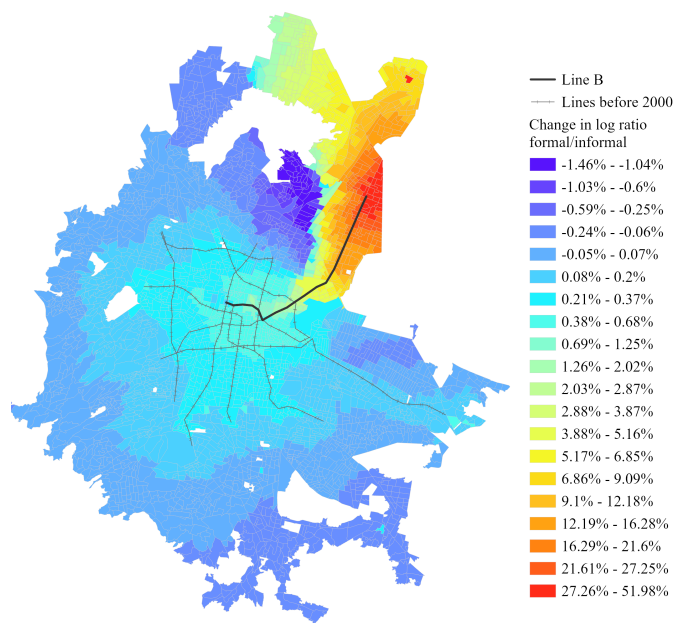 Line B
Lines before 2000
Change in log ratio
formal/informal
-1.46% - -1.04%
-1.03% - -0.6%
-0.59% - -0.25%
-0.24% - -0.06%
-0.05% - 0.07%
0.08% - 0.2%
0.21% - 0.37%
0.38% - 0.68%
0.69% - 1.25%
1.26% - 2.02%
2.03% - 2.87%
2.88% - 3.87%
3.88% - 5.16%
5.17% - 6.85%
6.86% - 9.09%
9.1% - 12.18%
12.19% - 16.28%
16.29% - 21.6%
21.61% - 27.25%
27.26% - 51.98%